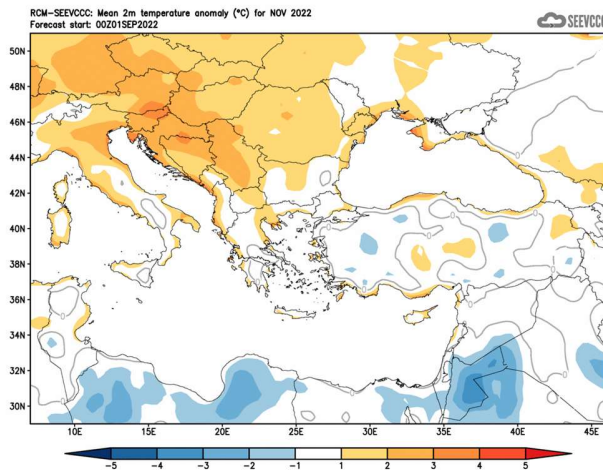 RCM-SEEVCCC: Mean 2m temperature anomaly (°C) for NOV 2022
Forecast start: 00Z01SEP2022
SEEVCCC
50N
48N
46N
44N
42N
40N
38N
36N
34N
32N
30N
10E 15E 20E 25E 30E 35E 40E 45E
-5 -4 -3 -2 -1 1 2 3 4 5